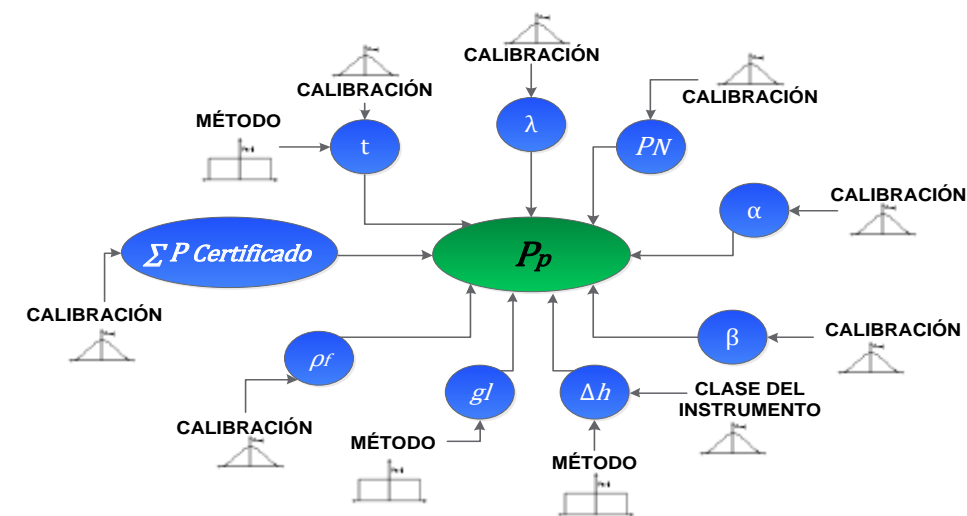 CALIBRACIÓN
CALIBRACIÓN
CALIBRACIÓN
MÉTODO
t
λ
PN
CALIBRACIÓN
α
∑ P Certificado
Pp
CALIBRACIÓN
β
CALIBRACIÓN
ρf
gl
Δh
CLASE DEL
INSTRUMENTO
CALIBRACIÓN
MÉTODO
MÉTODO